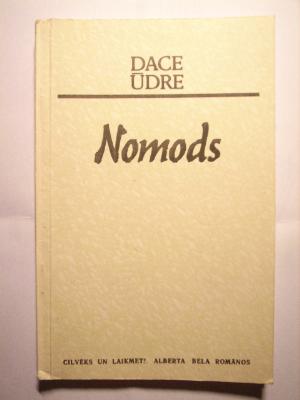 DACE
ŪDRE
Nomods
CILVĒKS UN LAIKMETS ALBERTA BELA ROMĀNOS